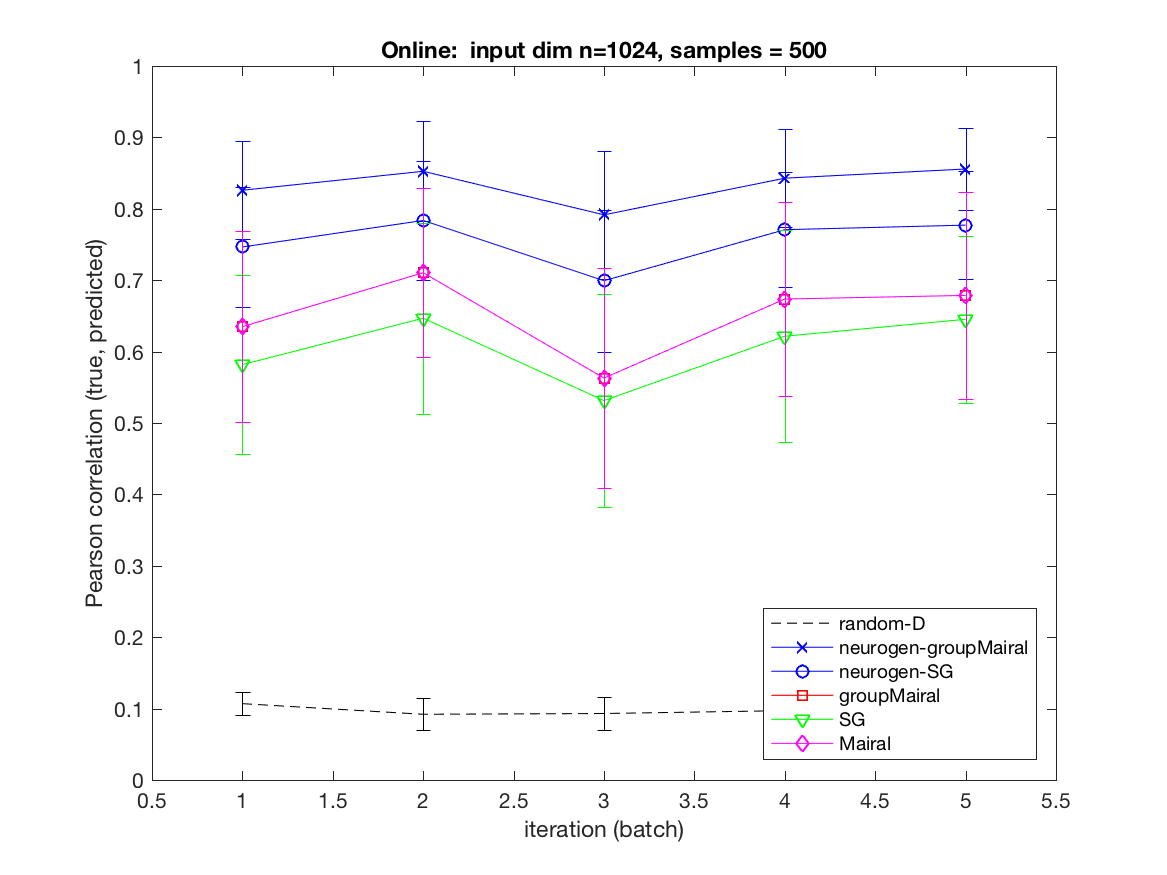 Online: input dim n=1024, samples = 500
Pearson correlation (true, predicted)
1
0.9
0.8
0.7
0.6
0.5
0.4
0.3
0.2
0.1
0
random-D
neurogen-groupMairal
neurogen-SG
groupMairal
SG
Mairal
0.5 1 1.5 2 2.5 3 3.5 4 4.5 5 5.5
iteration (batch)